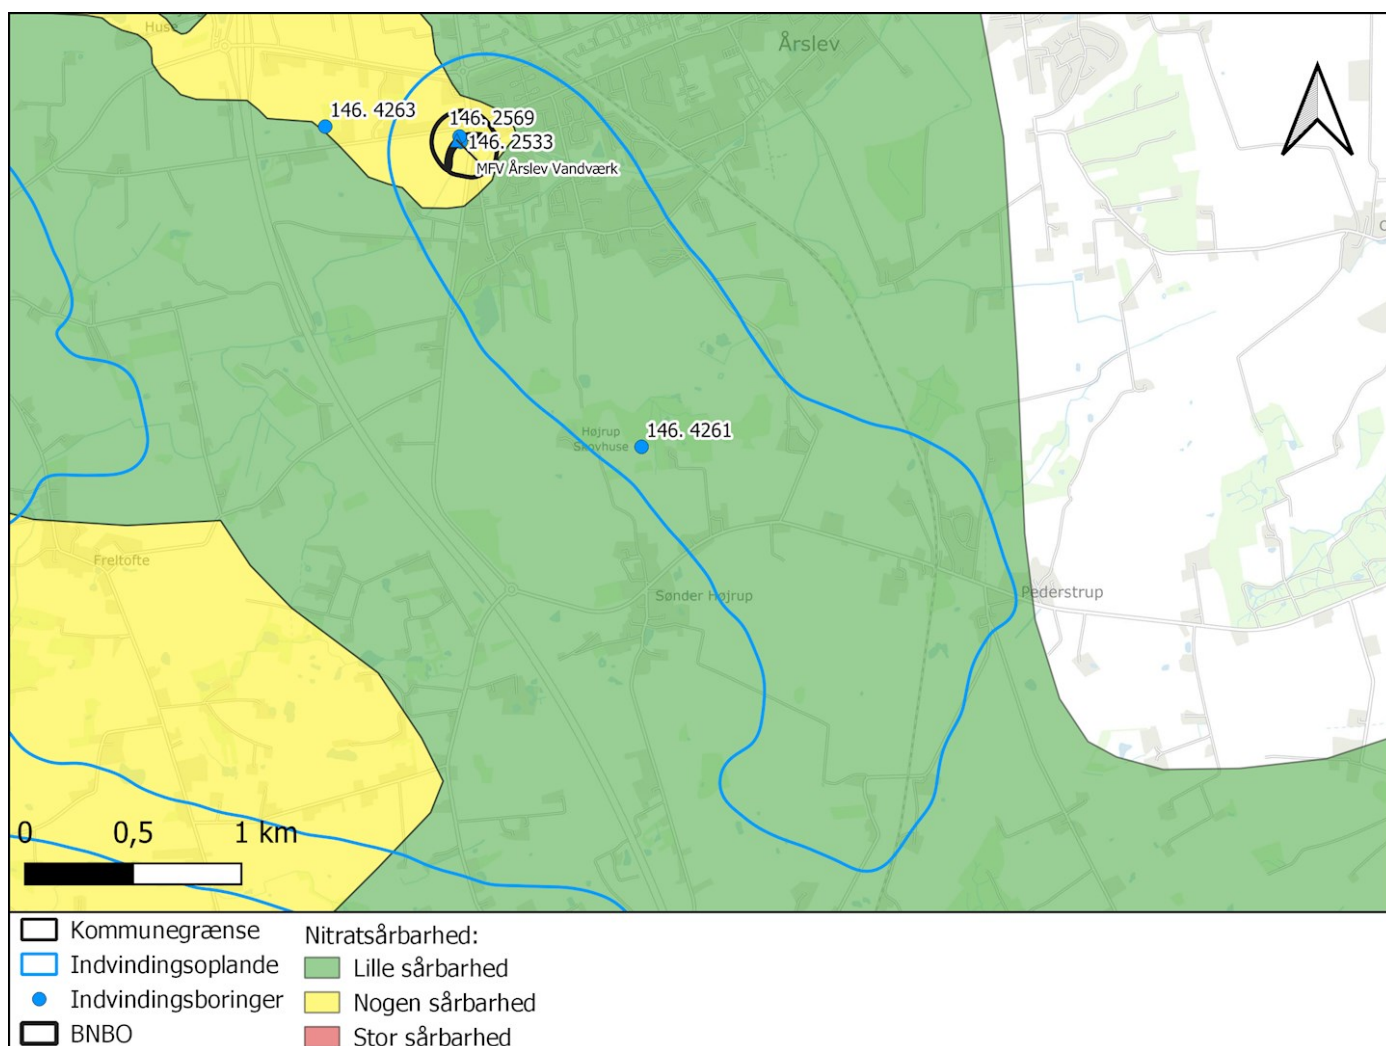 Huse
Årslev
146. 4263
146. 2569
146. 2533
MFV Årslev Vandværk
146. 4261
Højrup
Skovhuse
Freltofte
Sønder Højrup
Pederstrup
0 0,5 1 km
Kommunegrænse
Indvindingsoplande
Indvindingsboringer
BNBO
Nitratsårbarhed:
Lille sårbarhed
Nogen sårbarhed
Stor sårbarhed